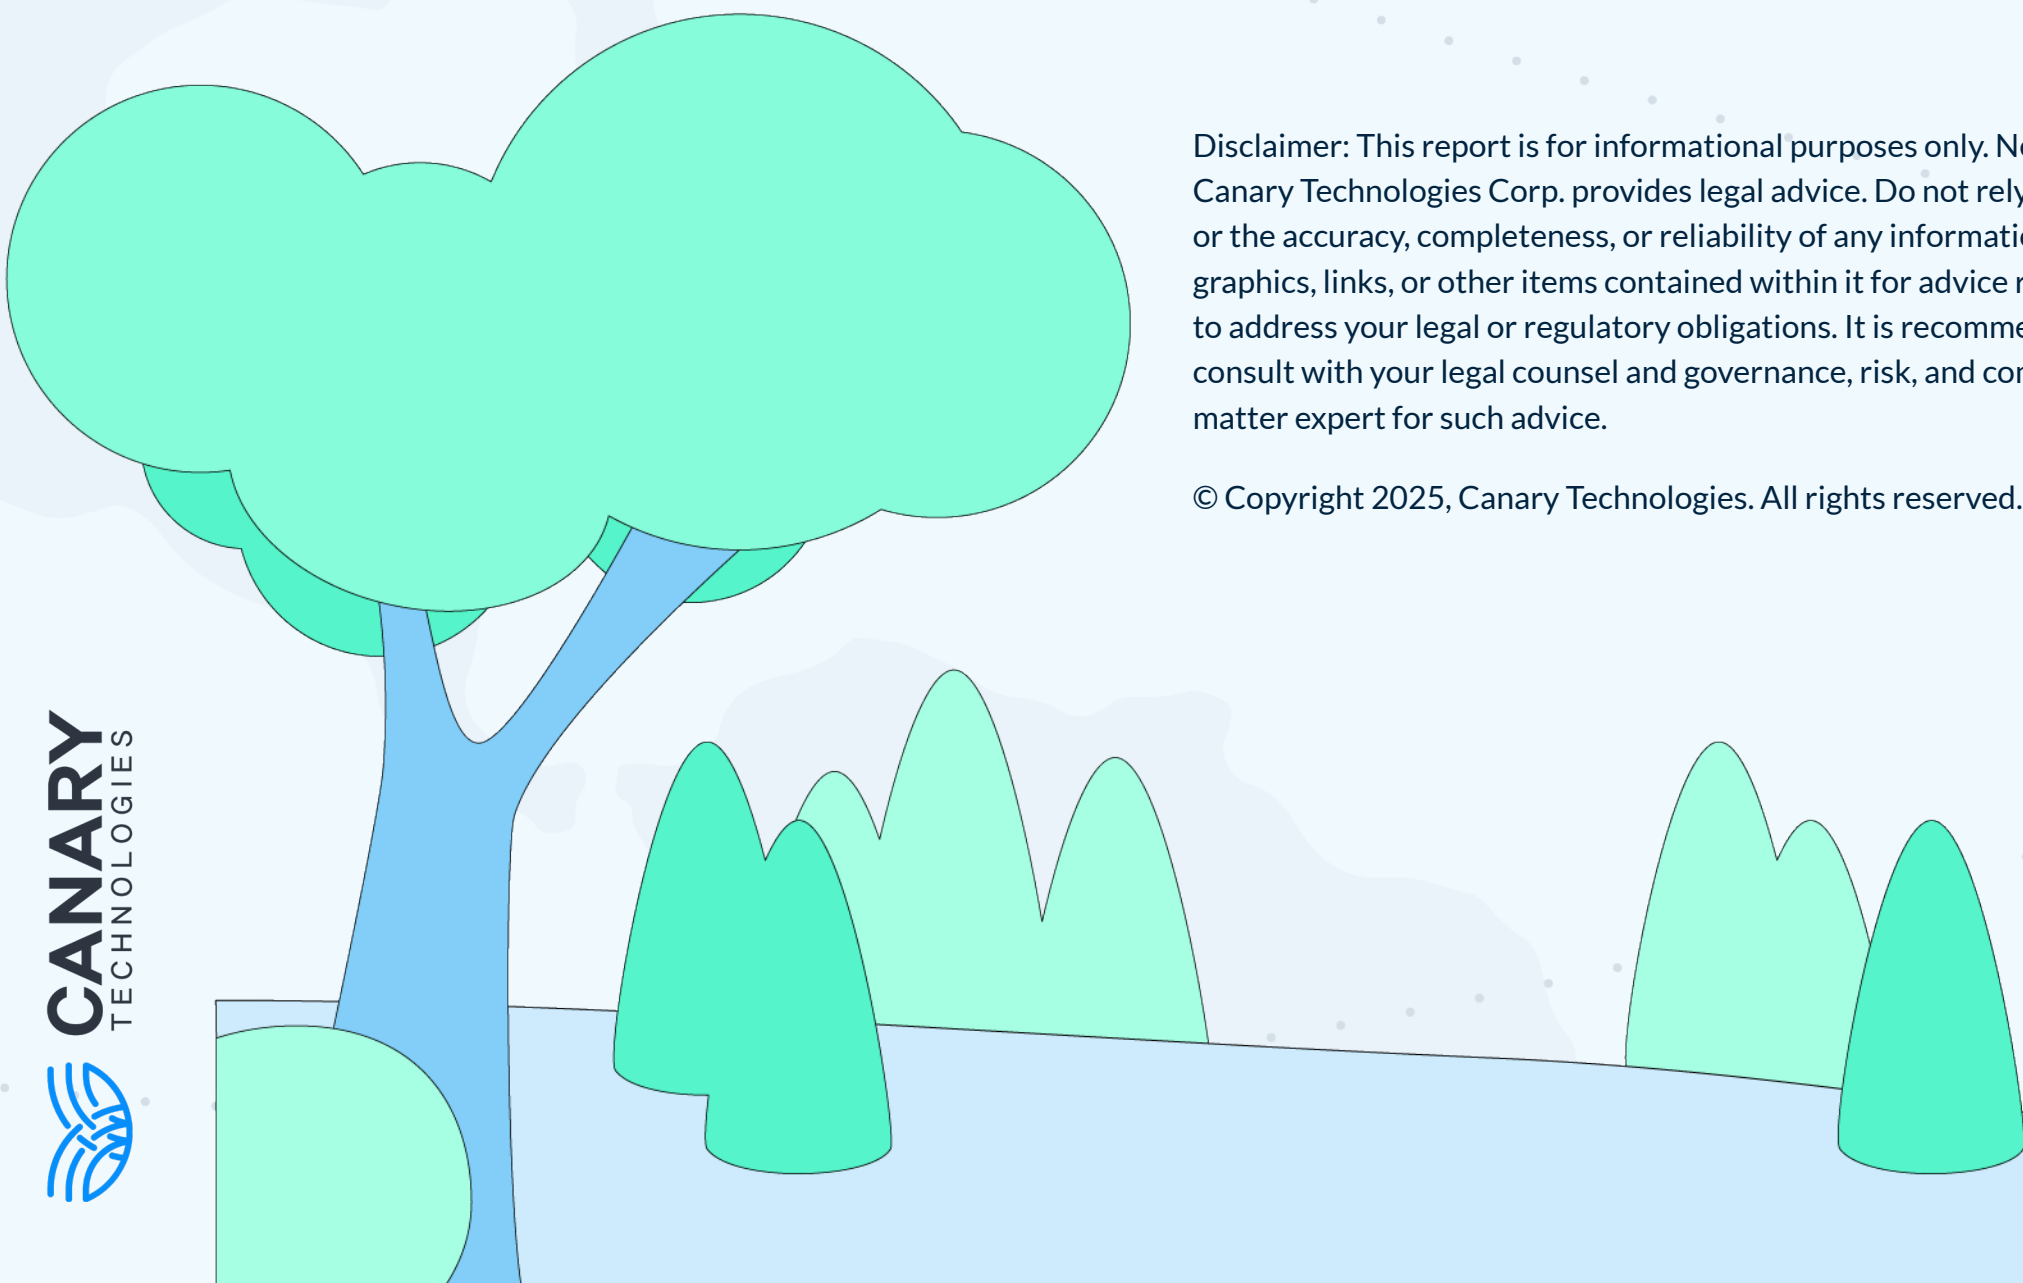 Disclaimer: This report is for informational purposes only.
Canary Technologies Corp. provides legal advice. Do not rely
or the accuracy, completeness, or reliability of any
graphics, links, or other items contained within it for advice
to address your legal or regulatory obligations. It is
consult with your legal counsel and governance, risk, and
matter expert for such advice.
© Copyright 2025, Canary Technologies. All rights reserved.
CANARY
TECHNOLOGIES